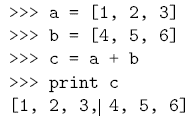 >>> a = [1, 2, 3]
>>> b = [4, 5, 6]
>>> c = a + b
>>> print c
[1, 2, 3, 4, 5, 6]